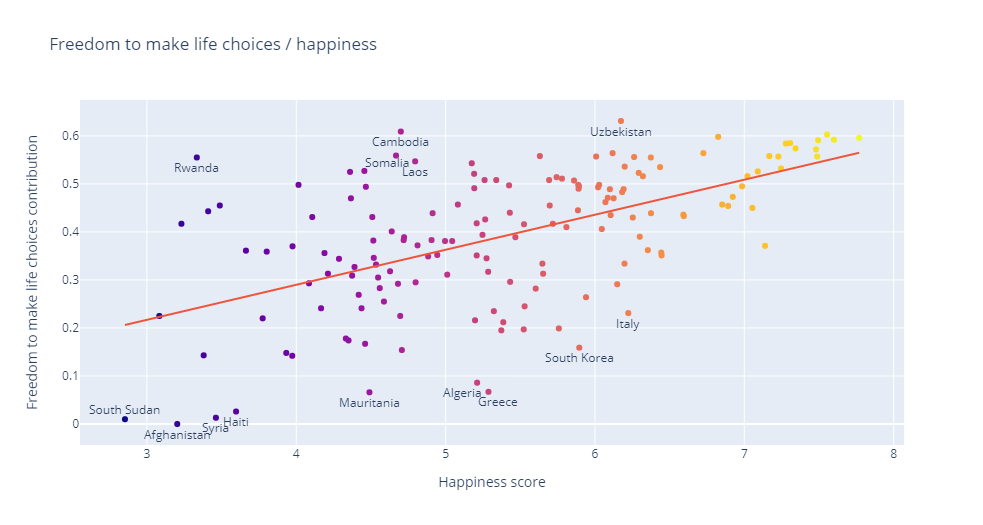 Freedom to make life choices / happiness
Freedom to make life choices contribution
0.6
0.5
0.4
0.3
0.2
0.1
0
Uzbekistan
Cambodia
Somalia
Laos
Rwanda
Italy
South Korea
Algeria
Greece
Mauritania
South Sudan
Haiti
Syria
Afghanistan
3
4
5
6
7
8
Happiness score